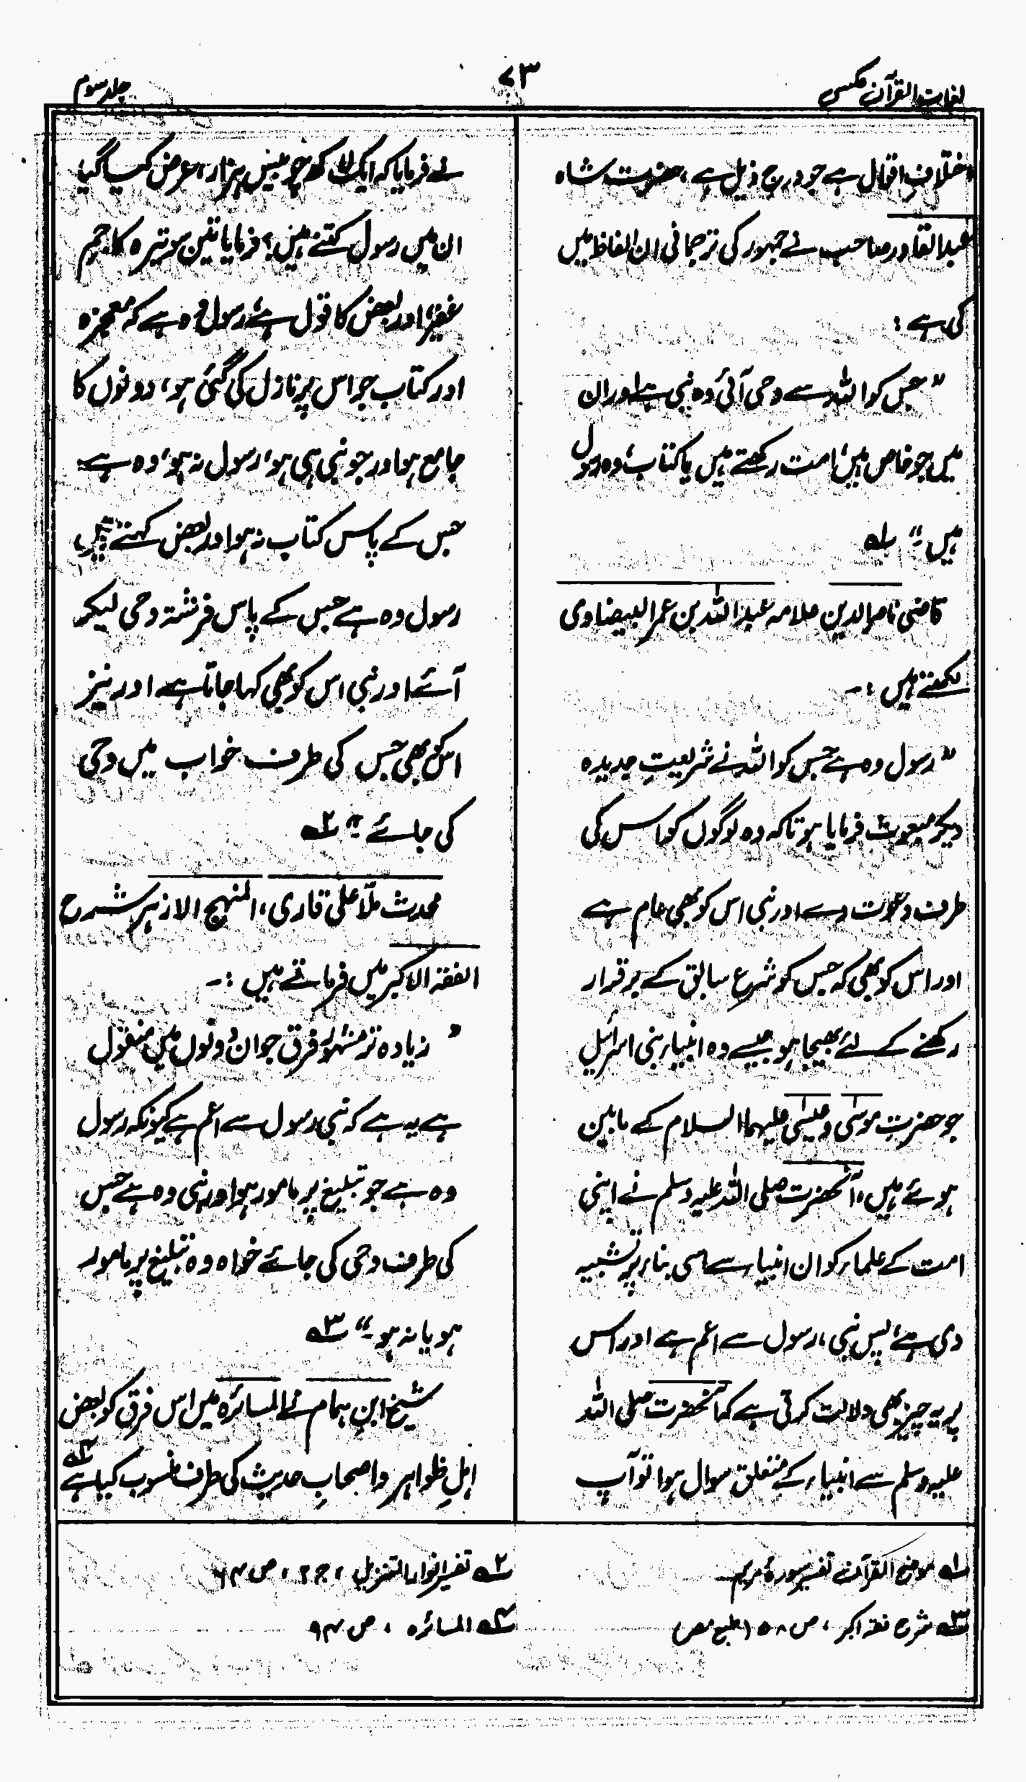 لغات القرآن مکمل
۷۳
جلد سوم
اختلافِ اقوال ہے جو درج ذیل ہے، حضرت شاہ
عبدالقادر صاحب نے جمہور کی ترجمانی ان الفاظ میں
کی ہے :
”جس کو اللہ سے وحی آئی وہ نبی ہے اور ان
میں جو خاص ہیں، امت رکھتے ہیں یا کتاب، وہ رسول
ہیں ۔“ لہ۱
قاضی ناصرالدین علامہ عبداللہ بن عمر البیضاوی
لکھتے ہیں :۔
”رسول وہ ہے جس کو اللہ نے شریعتِ جدیدہ
دیکر مبعوث فرمایا ہو تاکہ وہ لوگوں کو اس کی
طرف دعوت دے اور نبی اس کو بھی عام ہے
اور اس کو بھی کہ جس کو شرعِ سابق کے برقرار
رکھنے کے لئے بھیجا ہو جیسے وہ انبیاء بنی اسرائیل
جو حضرتِ موسٰی و عیسٰی علیہما السلام کے مابین
ہوئے ہیں، آنحضرت صلی اللہ علیہ وسلم نے اپنی
امت کے علماء کو ان انبیاء سے اسی بناء پر تشبیہ
دی ہے، پس نبی، رسول سے اعم ہے اور اس
پر یہ چیز بھی دلالت کرتی ہے کہ آنحضرت صلی اللہ
علیہ وسلم سے انبیاء کے متعلق سوال ہوا تو آپ
نے فرمایا کہ ایک لاکھ چوبیس ہزار، عرض کیا گیا
ان میں رسول کتنے ہیں؟ فرمایا تین سو تیرہ کا جمِ
غفیر، اور بعض کا قول ہے، رسول وہ ہے کہ معجزہ
اور کتاب جو اس پر نازل کی گئی ہو، دونوں کا
جامع ہو اور جو نبی ہی ہو، رسول نہ ہو، وہ ہے
جس کے پاس کتاب نہ ہو اور بعض کہتے ہیں
رسول وہ ہے جس کے پاس فرشتہ وحی لیکر
آئے اور نبی اس کو بھی کہا جاتا ہے اور نیز
اس کو بھی جس کی طرف خواب میں وحی
کی جائے ۔“ ۲ھ
محدث ملّا علی قاری، المنہج الازہر شرح
الفقہ الاکبر میں فرماتے ہیں :۔
”زیادہ تر مشہور فرق جو ان دونوں میں منقول
ہے یہ ہے کہ نبی رسول سے اعم ہے کیونکہ رسول
وہ ہے جو تبلیغ پر مامور ہو اور نبی وہ ہے جس
کی طرف وحی کی جائے خواہ وہ تبلیغ پر مامور
ہو یا نہ ہو ۔“ ۳ھ
شیخ ابنِ ہمام نے المسائرہ میں اس فرق کو بعض
اہلِ ظواہر و اصحابِ حدیث کی طرف منسوب کیا ہے ۴ھ
۱ھ موضح القرآن تفسیر سورۂ مریم
۲ھ تفسیر انوار التنزیل ، ج ۲ ، ص ۶۴
۳ھ شرح فقہ اکبر ، ص ۵۸ (طبع مصر)
۴ھ المسائرہ ، ص ۹۴